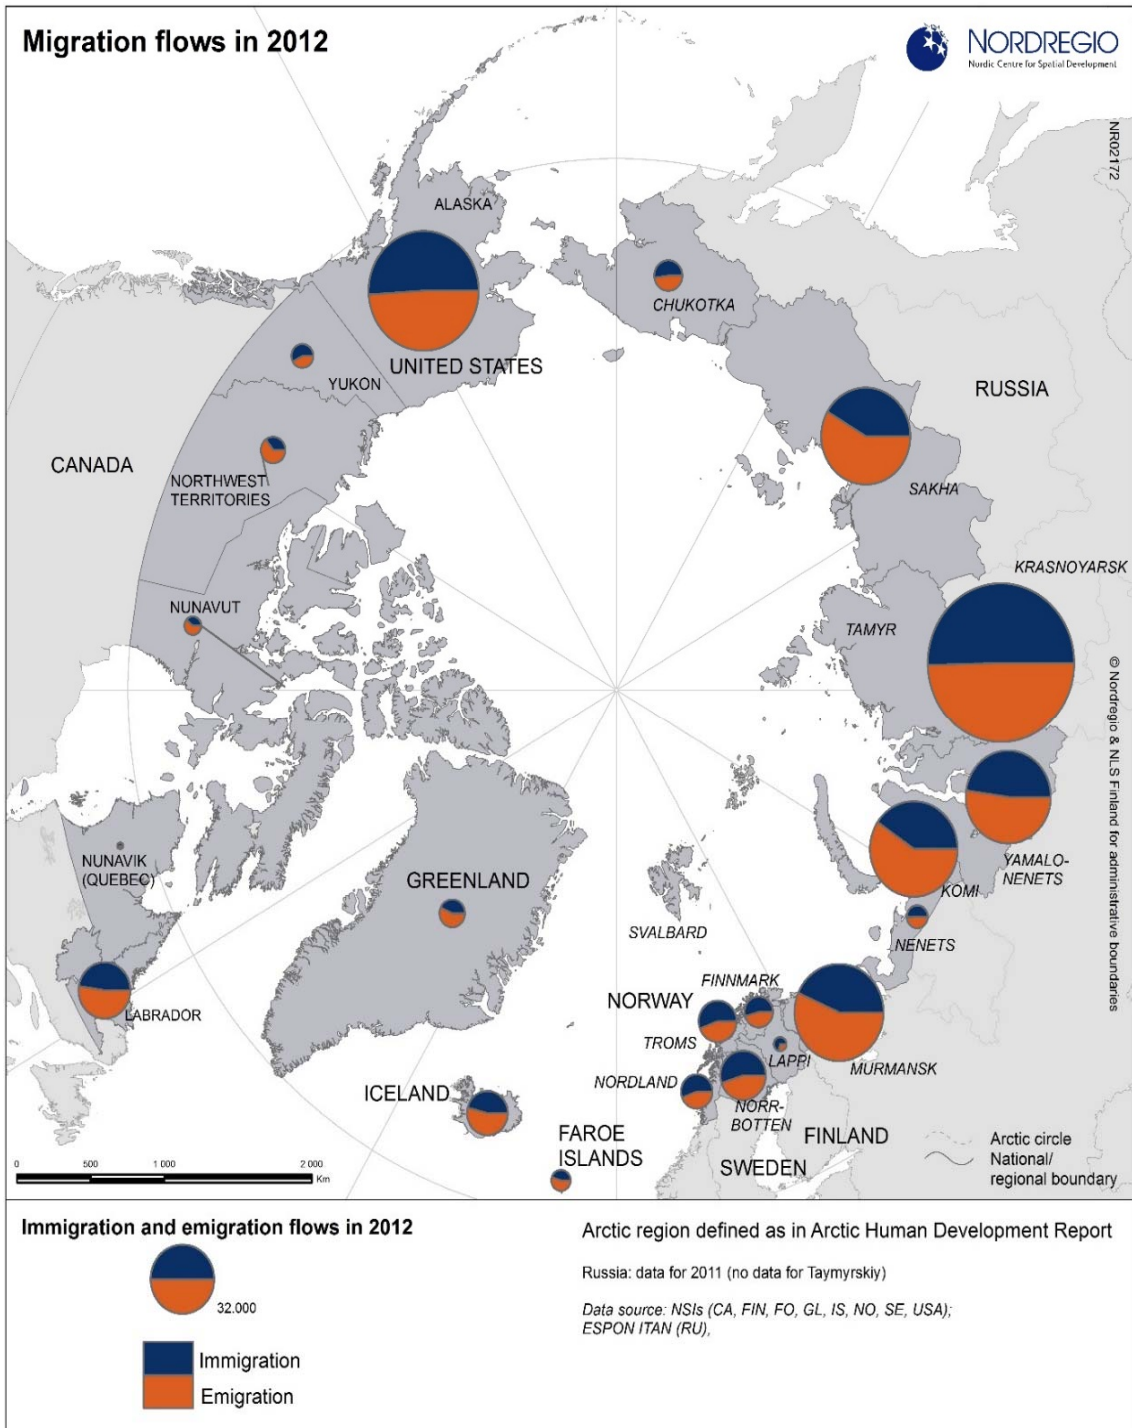 Migration flows in 2012
NORDREGIO
Nordic Centre for Spatial Development
NR02172
ALASKA
CHUKOTKA
UNITED STATES
YUKON
RUSSIA
CANADA
NORTHWEST
TERRITORIES
SAKHA
KRASNOYARSK
NUNAVUT
TAMYR
© Nordregio & NLS Finland for administrative boundaries
NUNAVIK
(QUEBEC)
GREENLAND
YAMALO-
NENETS
KOMI
SVALBARD
NENETS
FINNMARK
NORWAY
LABRADOR
TROMS
LAPPI
MURMANSK
NORDLAND
ICELAND
NORR-
BOTTEN
FINLAND
FAROE
ISLANDS
SWEDEN
Arctic circle
National/
regional boundary
0 500 1 000 2 000
Km
Immigration and emigration flows in 2012
32.000
Immigration
Emigration
Arctic region defined as in Arctic Human Development Report
Russia: data for 2011 (no data for Taymyrskiy)
Data source: NSIs (CA, FIN, FO, GL, IS, NO, SE, USA);
ESPON ITAN (RU),